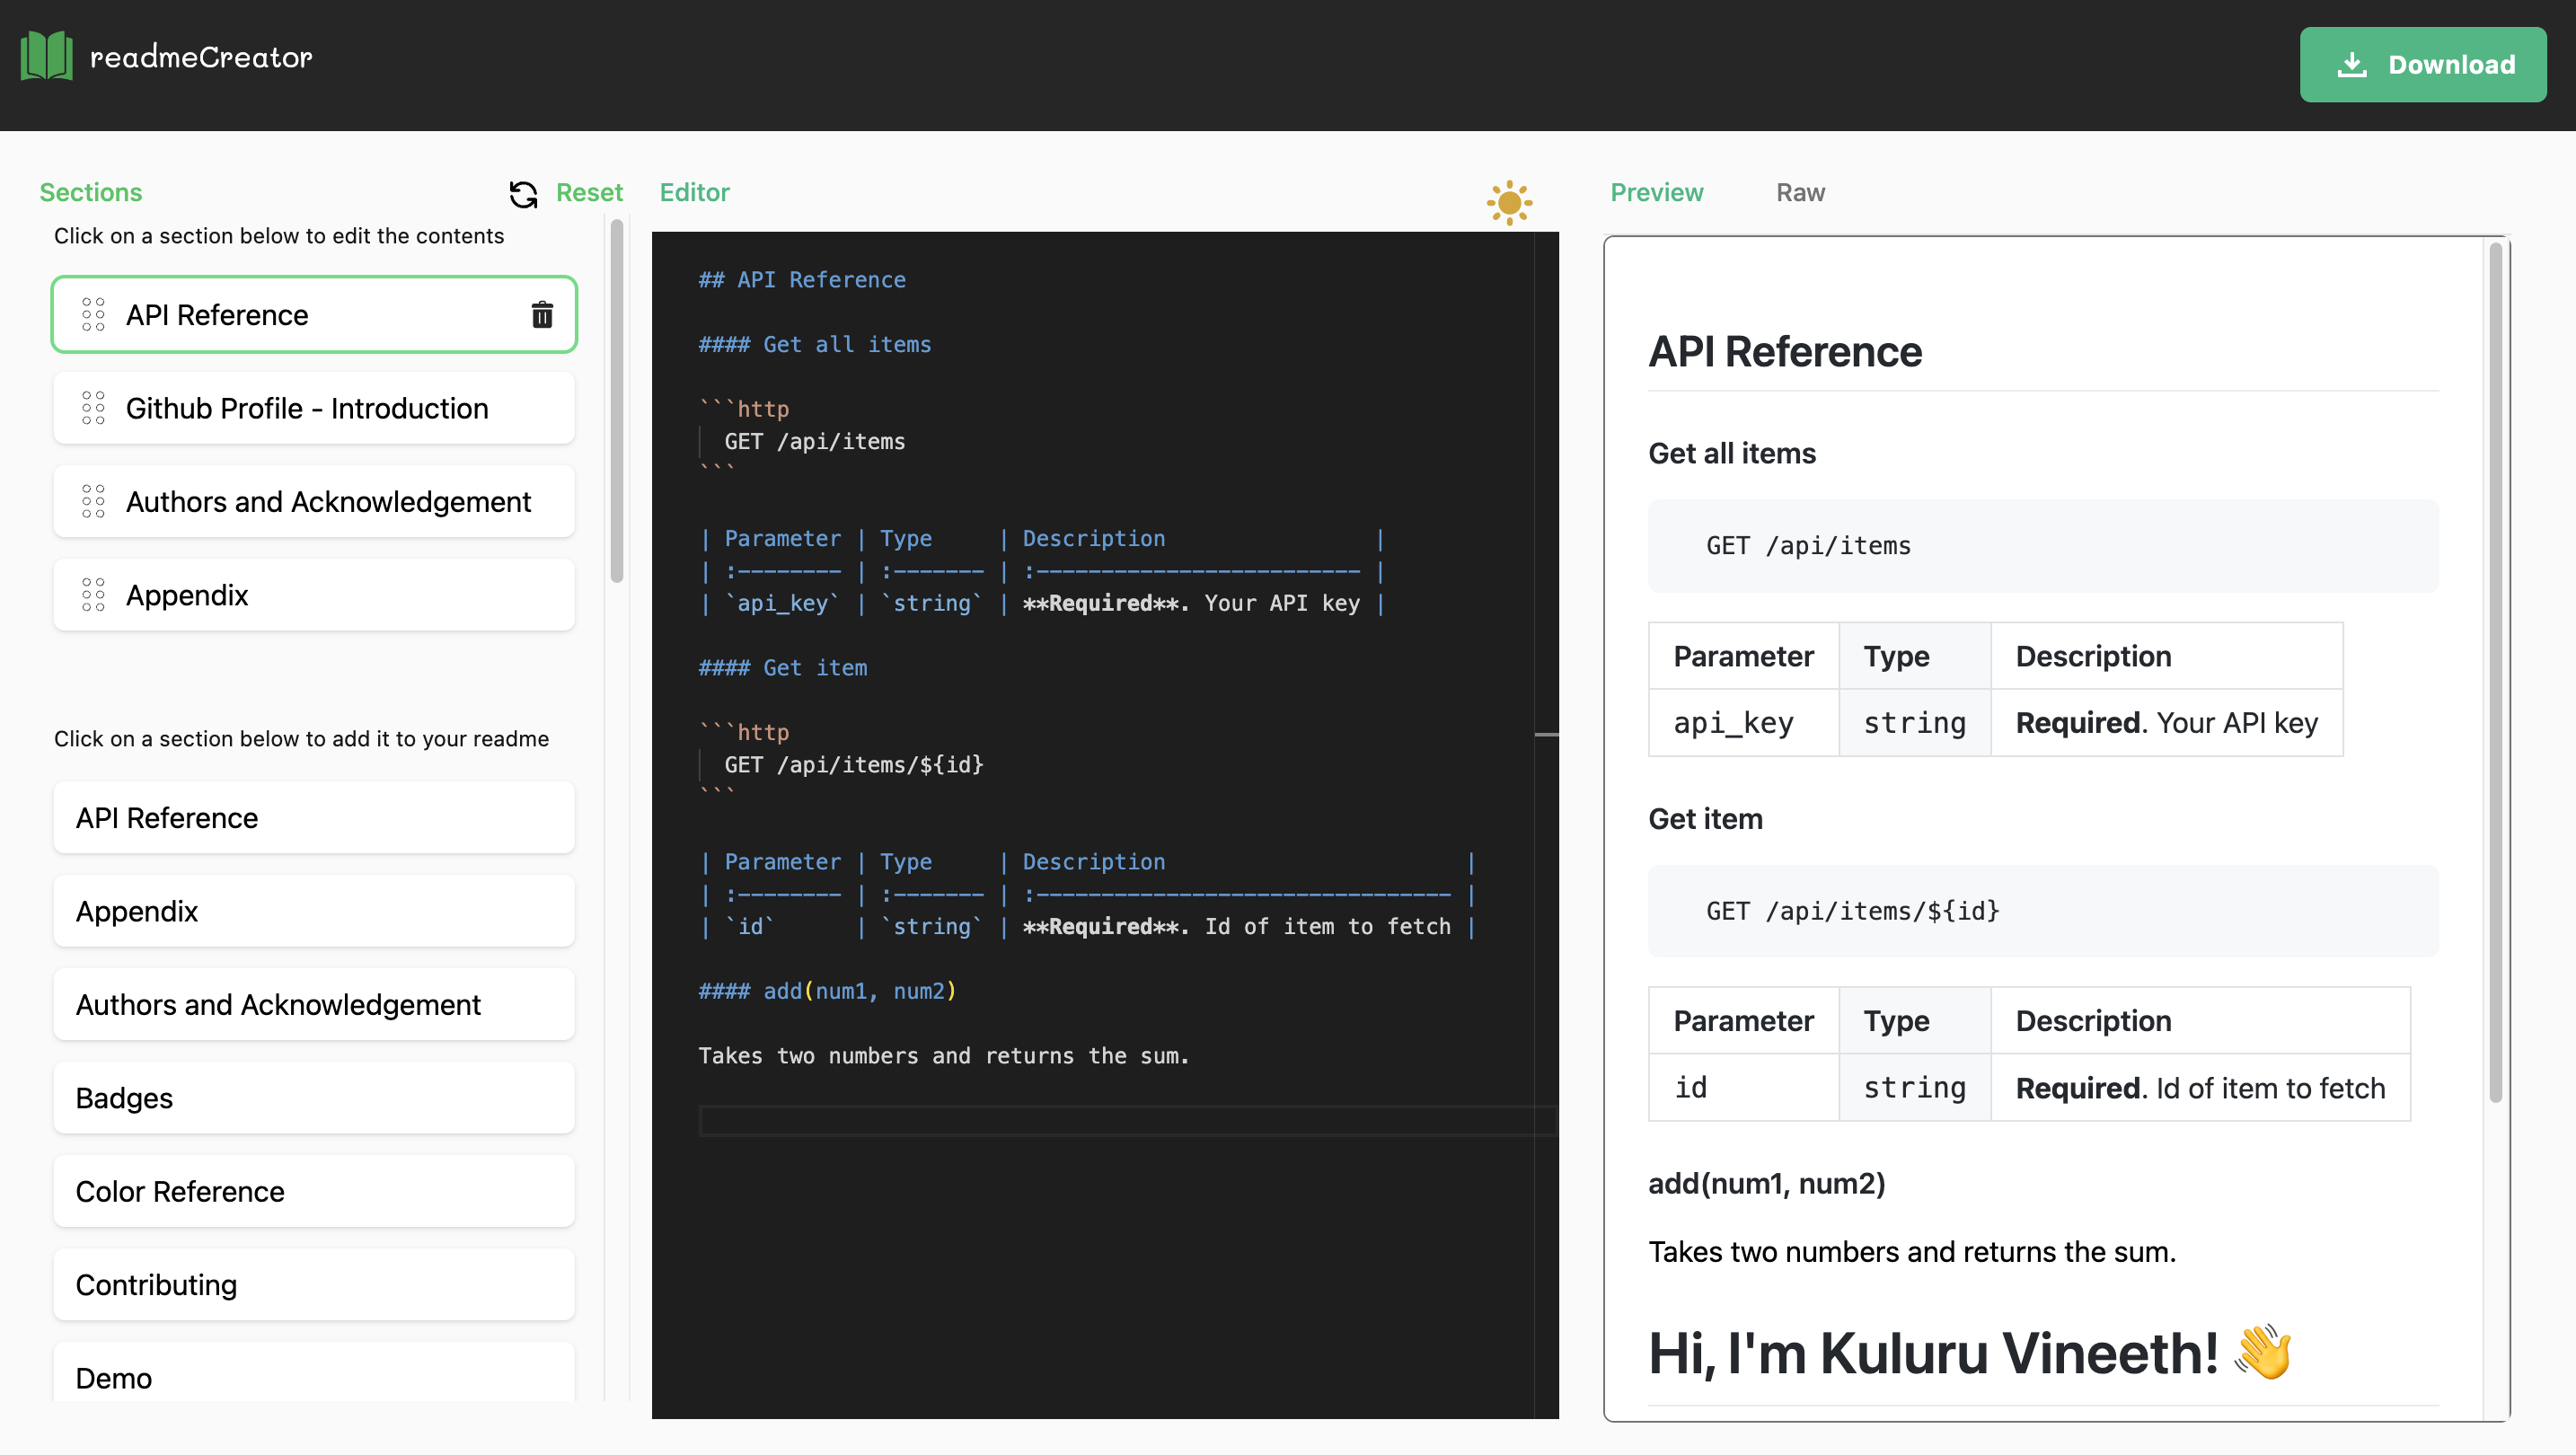 readmeCreator
Download
Sections
Reset
Click on a section below to edit the contents
API Reference
Github Profile - Introduction
Authors and Acknowledgement
Appendix
Click on a section below to add it to your readme
API Reference
Appendix
Authors and Acknowledgement
Badges
Color Reference
Contributing
Demo
Editor
## API Reference
#### Get all items
```http
  GET /api/items
```
| Parameter | Type     | Description                |
| :-------- | :------- | :------------------------- |
| `api_key` | `string` | **Required**. Your API key |
#### Get item
```http
  GET /api/items/${id}
```
| Parameter | Type     | Description                       |
| :-------- | :------- | :-------------------------------- |
| `id`      | `string` | **Required**. Id of item to fetch |
#### add(num1, num2)
Takes two numbers and returns the sum.
Preview Raw
API Reference
Get all items
GET /api/items
Parameter Type Description
api_key string Required. Your API key
Get item
GET /api/items/${id}
Parameter Type Description
id string Required. Id of item to fetch
add(num1, num2)
Takes two numbers and returns the sum.
Hi, I'm Kuluru Vineeth! 👋